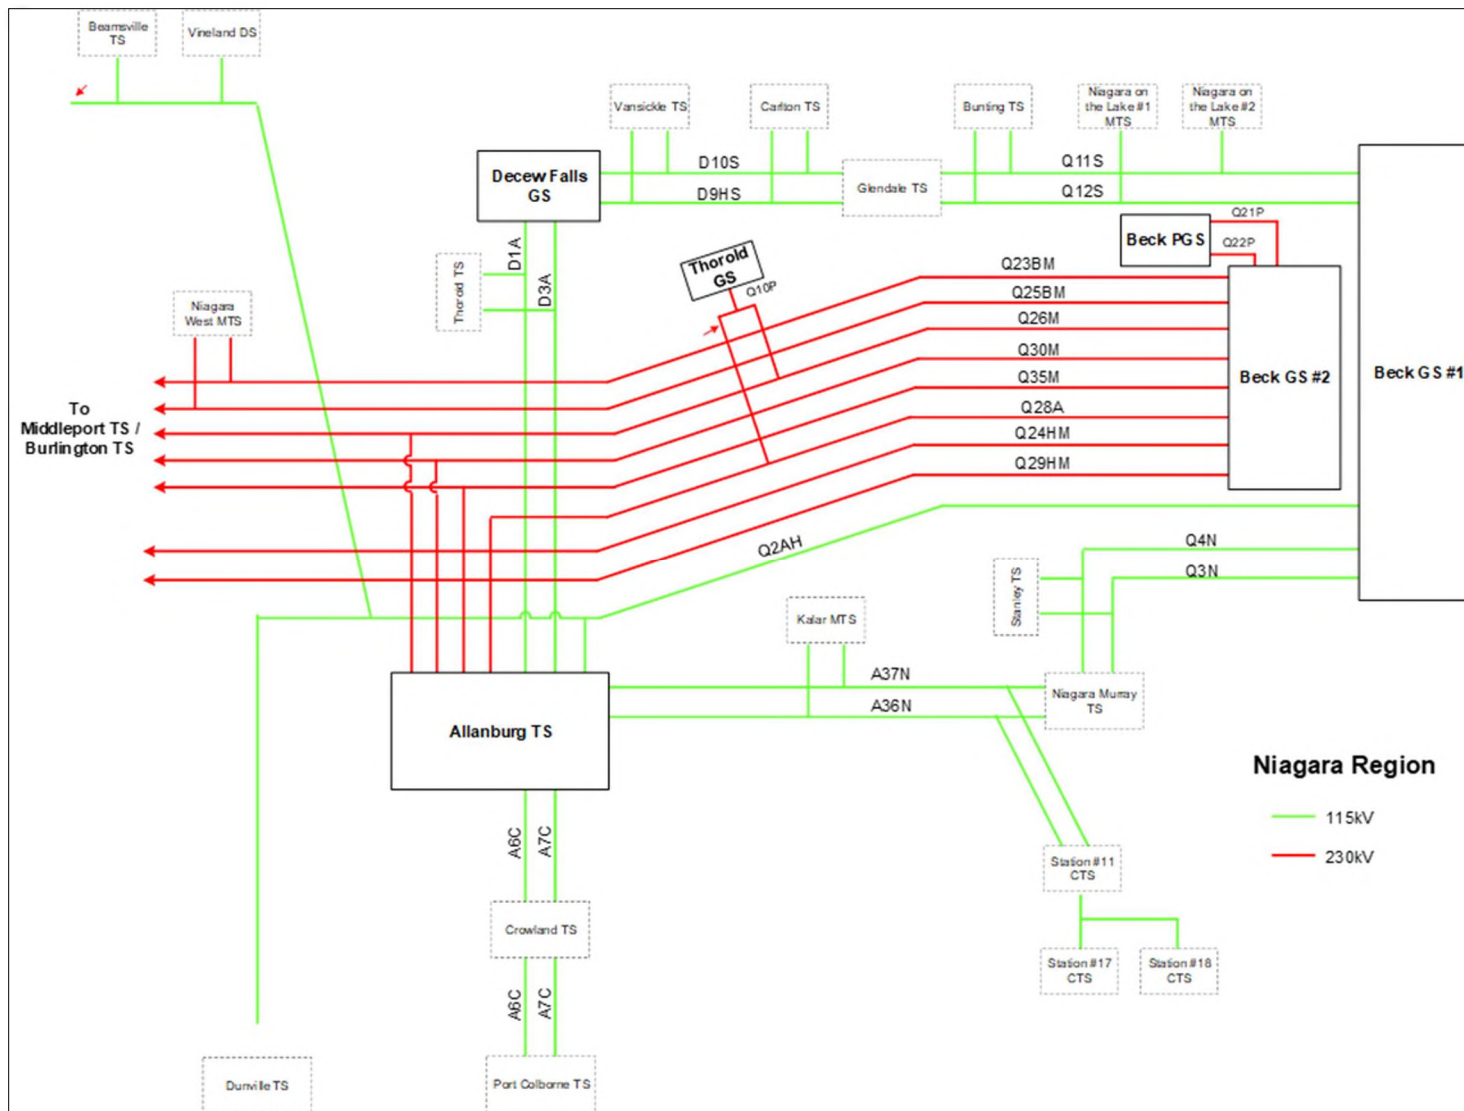 Beamsville
TS
Vineland DS
Vansickle TS
Carlton TS
Bunting TS
Niagara on
the Lake #1
MTS
Niagara on
the Lake #2
MTS
Decew Falls
GS
D10S
D9HS
Glendale TS
Q11S
Q12S
Q21P
Q22P
Beck PGS
Thorold TS
D1A
D3A
Thorold
GS
Q10P
Q23BM
Q25BM
Q26M
Q30M
Q35M
Q28A
Q24HM
Q29HM
Beck GS #2
Beck GS #1
Niagara
West MTS
To
Middleport TS /
Burlington TS
Q2AH
Q4N
Q3N
Stanley TS
Kalar MTS
A37N
A36N
Niagara Murray
TS
Allanburg TS
Niagara Region
115kV
230kV
A6C
A7C
Station #11
CTS
Crowland TS
Station #17
CTS
Station #18
CTS
A6C
A7C
Dunville TS
Port Colborne TS